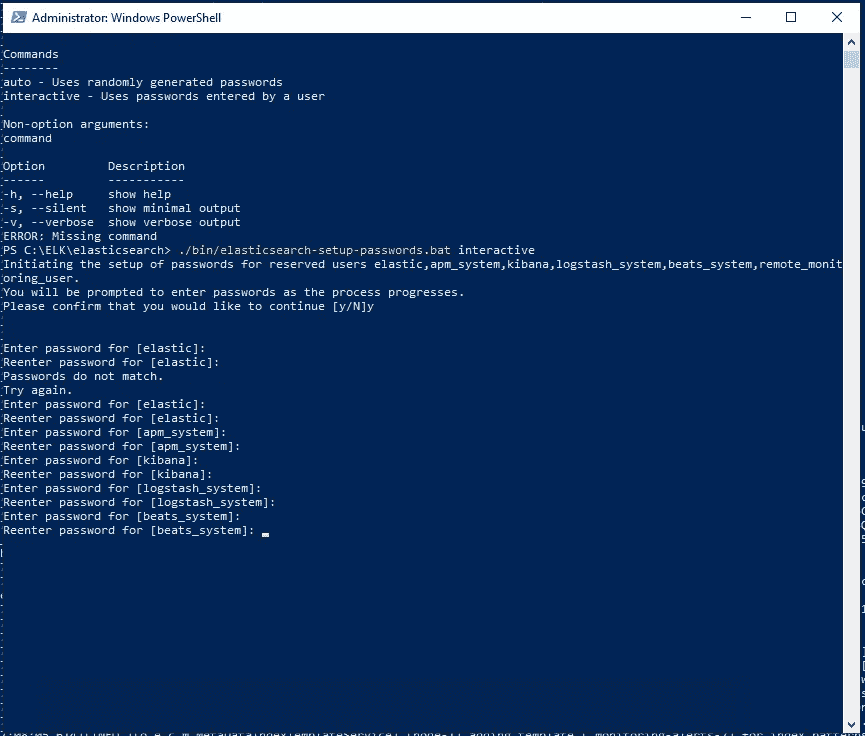 Administrator: Windows PowerShell
Commands
--------
auto - Uses randomly generated passwords
interactive - Uses passwords entered by a user
Non-option arguments:
command
Option         Description
------         -----------
-h, --help     show help
-s, --silent   show minimal output
-v, --verbose  show verbose output
ERROR: Missing command
PS C:\ELK\elasticsearch> ./bin/elasticsearch-setup-passwords.bat interactive
Initiating the setup of passwords for reserved users elastic,apm_system,kibana,logstash_system,beats_system,remote_monit
oring_user.
You will be prompted to enter passwords as the process progresses.
Please confirm that you would like to continue [y/N]y
Enter password for [elastic]:
Reenter password for [elastic]:
Passwords do not match.
Try again.
Enter password for [elastic]:
Reenter password for [elastic]:
Enter password for [apm_system]:
Reenter password for [apm_system]:
Enter password for [kibana]:
Reenter password for [kibana]:
Enter password for [logstash_system]:
Reenter password for [logstash_system]:
Enter password for [beats_system]:
Reenter password for [beats_system]: